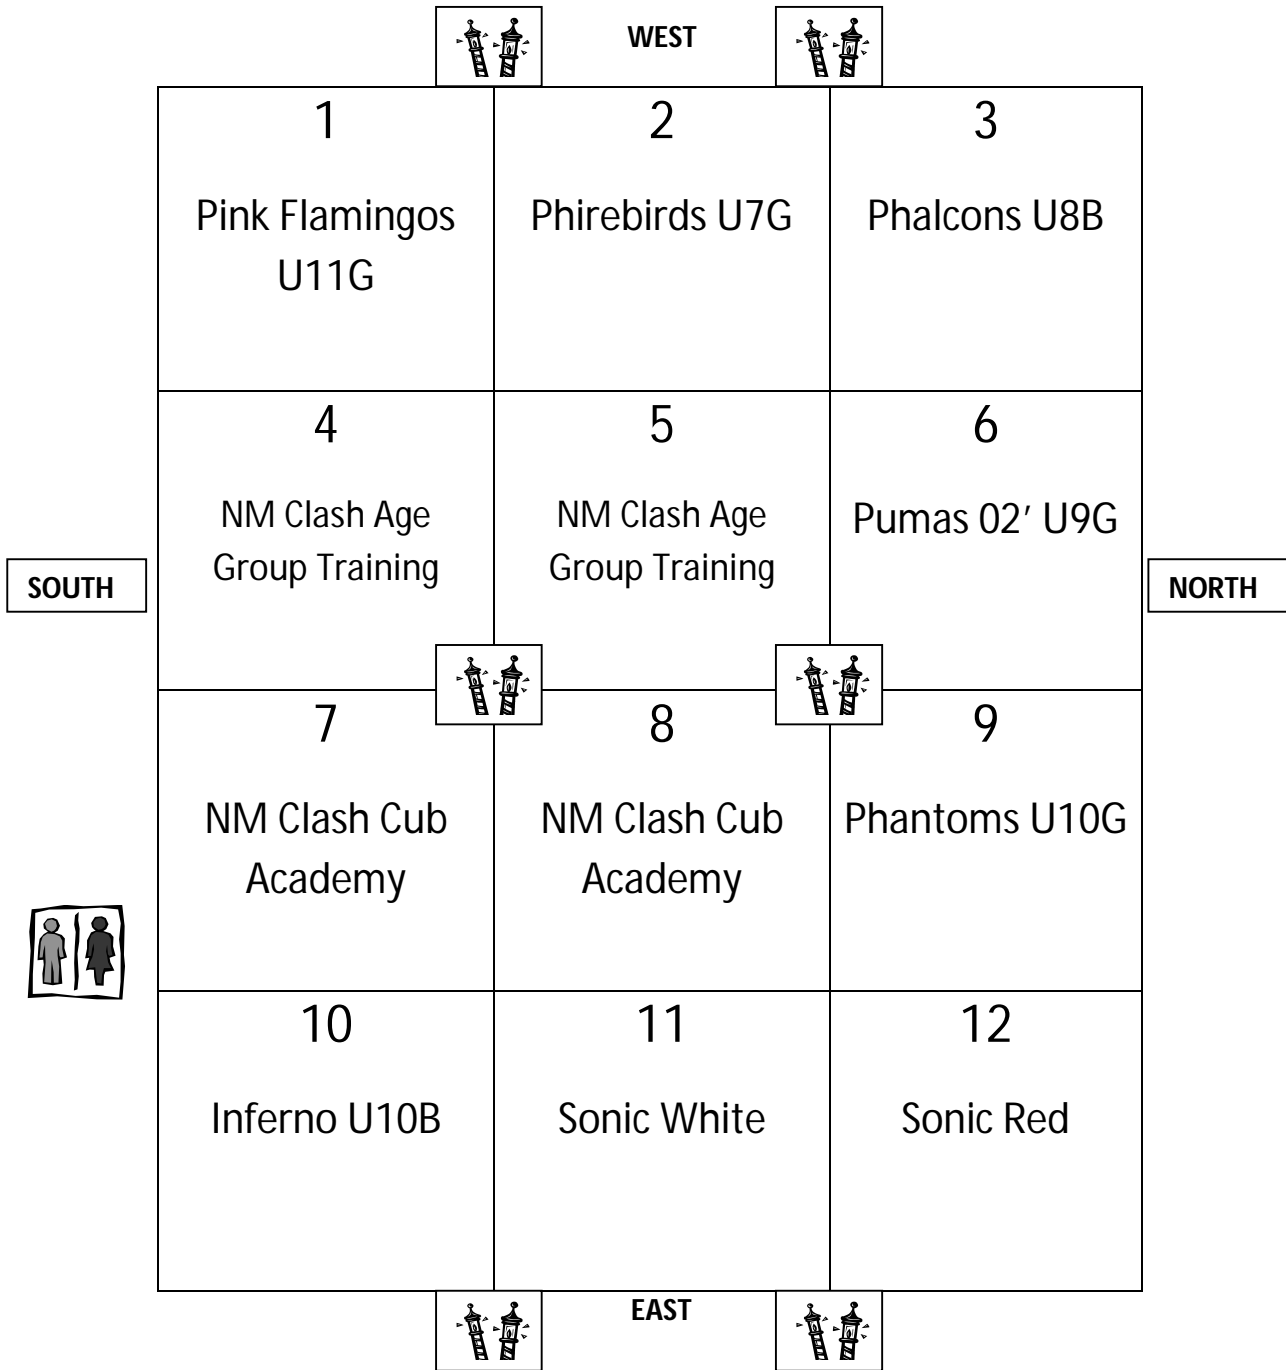 WEST
1
2
3
Pink Flamingos
U11G
Phirebirds U7G
Phalcons U8B
4
5
6
NM Clash Age
Group Training
NM Clash Age
Group Training
Pumas 02' U9G
SOUTH
NORTH
7
8
9
NM Clash Cub
Academy
NM Clash Cub
Academy
Phantoms U10G
10
11
12
Inferno U10B
Sonic White
Sonic Red
EAST